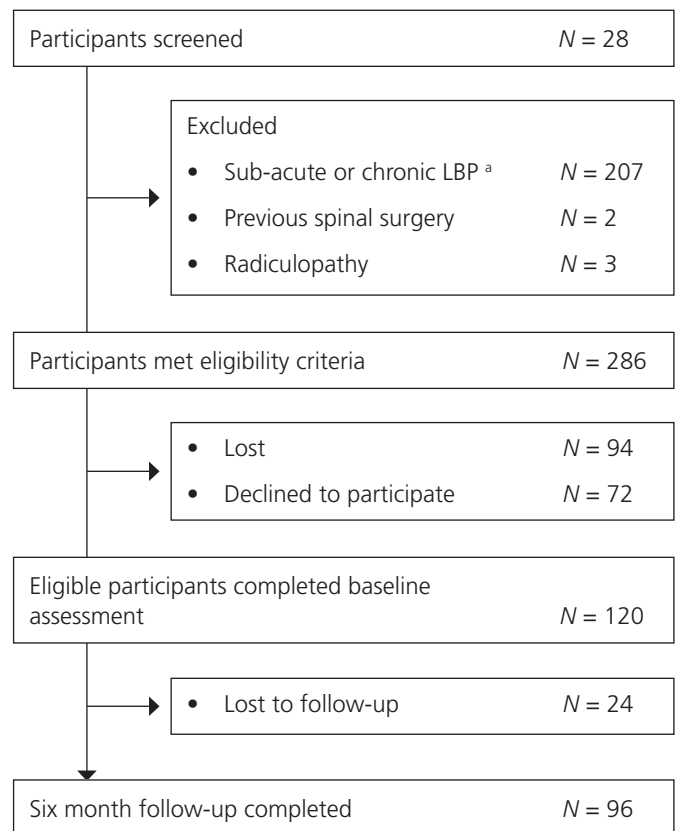 Participants screened N = 28
Excluded
• Sub-acute or chronic LBP ᵃ N = 207
• Previous spinal surgery N = 2
• Radiculopathy N = 3
Participants met eligibility criteria N = 286
• Lost N = 94
• Declined to participate N = 72
Eligible participants completed baseline
assessment N = 120
• Lost to follow-up N = 24
Six month follow-up completed N = 96